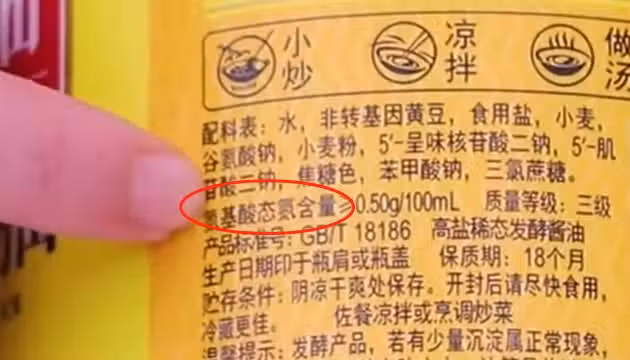 小炒
凉拌
做汤
配料表：水，非转基因黄豆，食用盐，小麦，
谷氨酸钠，小麦粉，5′-呈味核苷酸二钠，5′-肌
苷酸二钠，焦糖色，苯甲酸钠，三氯蔗糖。
氨基酸态氮含量≥0.50g/100mL 质量等级：三级
产品标准号：GB/T 18186 高盐稀态发酵酱油
生产日期印于瓶肩或瓶盖 保质期：18个月
贮存条件：阴凉干爽处保存。开封后请尽快食用，
冷藏更佳。 佐餐凉拌或烹调炒菜
温馨提示：发酵产品，若有少量沉淀属正常现象，